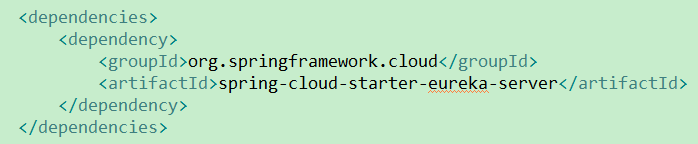 <dependencies>
<dependency>
<groupId>org.springframework.cloud</groupId>
<artifactId>spring-cloud-starter-eureka-server</artifactId>
</dependency>
</dependencies>